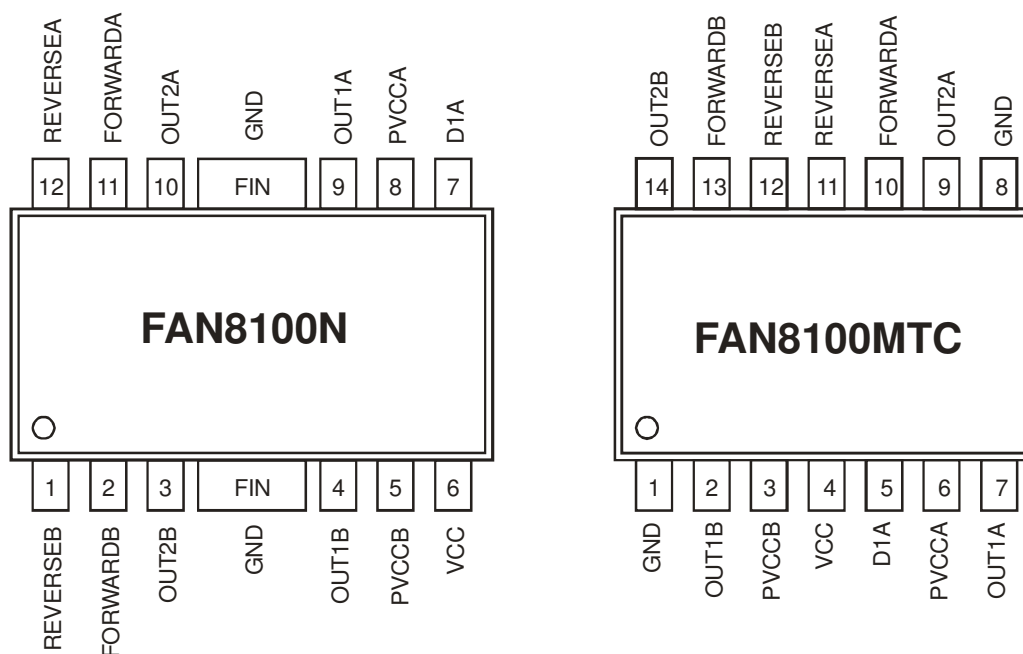 REVERSEA FORWARDA OUT2A GND OUT1A PVCCA D1A
12 11 10 FIN 9 8 7
FAN8100N
1 2 3 FIN 4 5 6
REVERSEB FORWARDB OUT2B GND OUT1B PVCCB VCC
OUT2B FORWARDB REVERSEB REVERSEA FORWARDA OUT2A GND
14 13 12 11 10 9 8
FAN8100MTC
1 2 3 4 5 6 7
GND OUT1B PVCCB VCC D1A PVCCA OUT1A